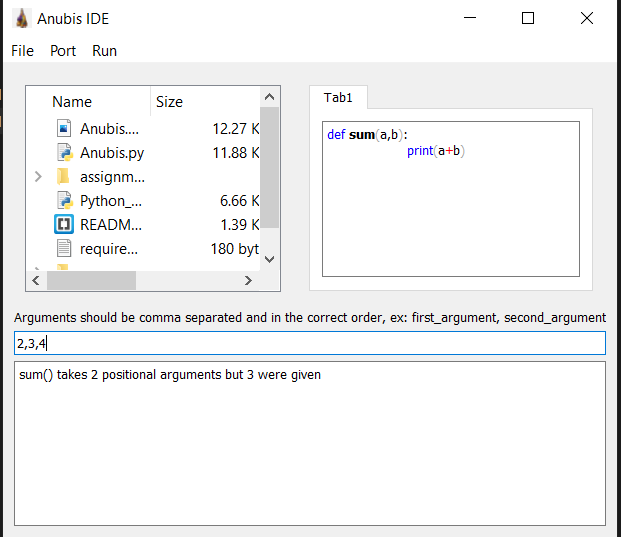 Anubis IDE
File Port Run
Name Size
Anubis.... 12.27 K
Anubis.py 11.88 K
assignm...
Python_... 6.66 K
READM... 1.39 K
require... 180 byt
Tab1
def sum(a,b):
print(a+b)
Arguments should be comma separated and in the correct order, ex: first_argument, second_argument
2,3,4
sum() takes 2 positional arguments but 3 were given